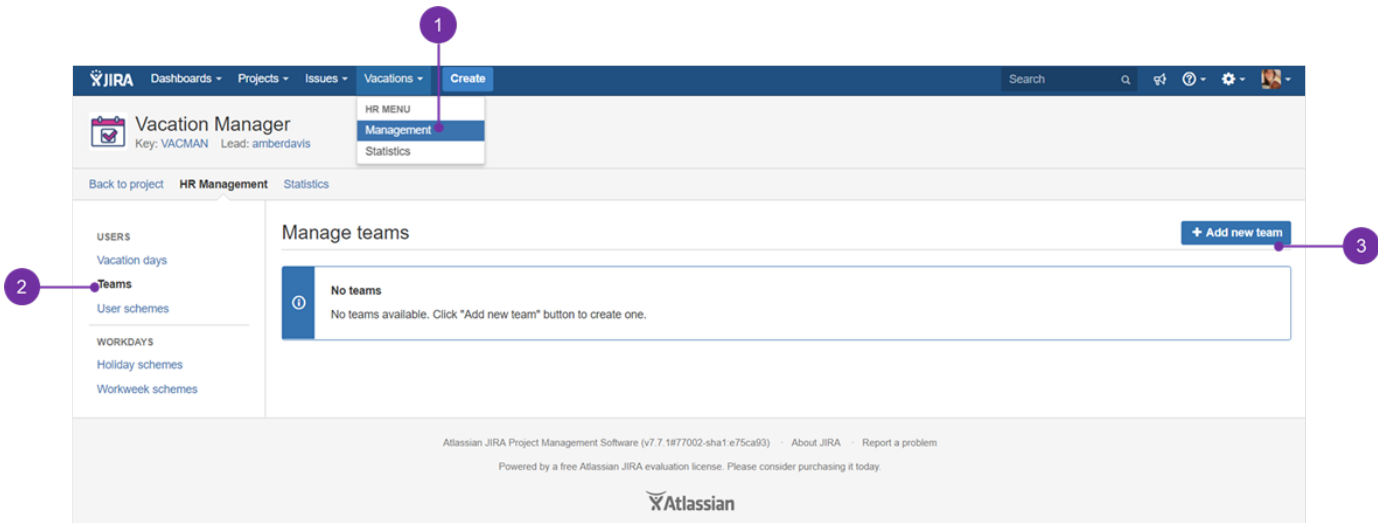 1
JIRA Dashboards Projects Issues Vacations Create Search
HR MENU
Management
Statistics
Vacation Manager
Key: VACMAN Lead: amberdavis
Back to project HR Management Statistics
USERS
Vacation days
2 Teams
User schemes
WORKDAYS
Holiday schemes
Workweek schemes
Manage teams + Add new team 3
No teams
No teams available. Click "Add new team" button to create one.
Atlassian JIRA Project Management Software (v7.7.1#77002-sha1:e75ca93) · About JIRA · Report a problem
Powered by a free Atlassian JIRA evaluation license. Please consider purchasing it today.
Atlassian